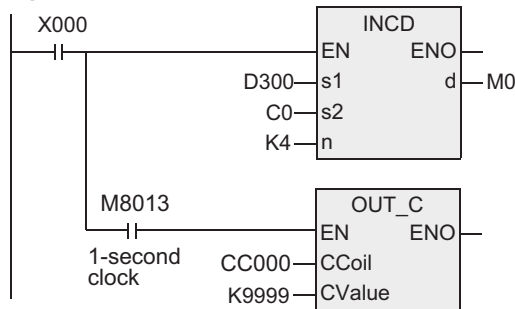 X000
INCD
EN ENO
D300 s1 d M0
C0 s2
K4 n
M8013
OUT_C
EN ENO
1-second
clock
CC000 CCoil
K9999 CValue